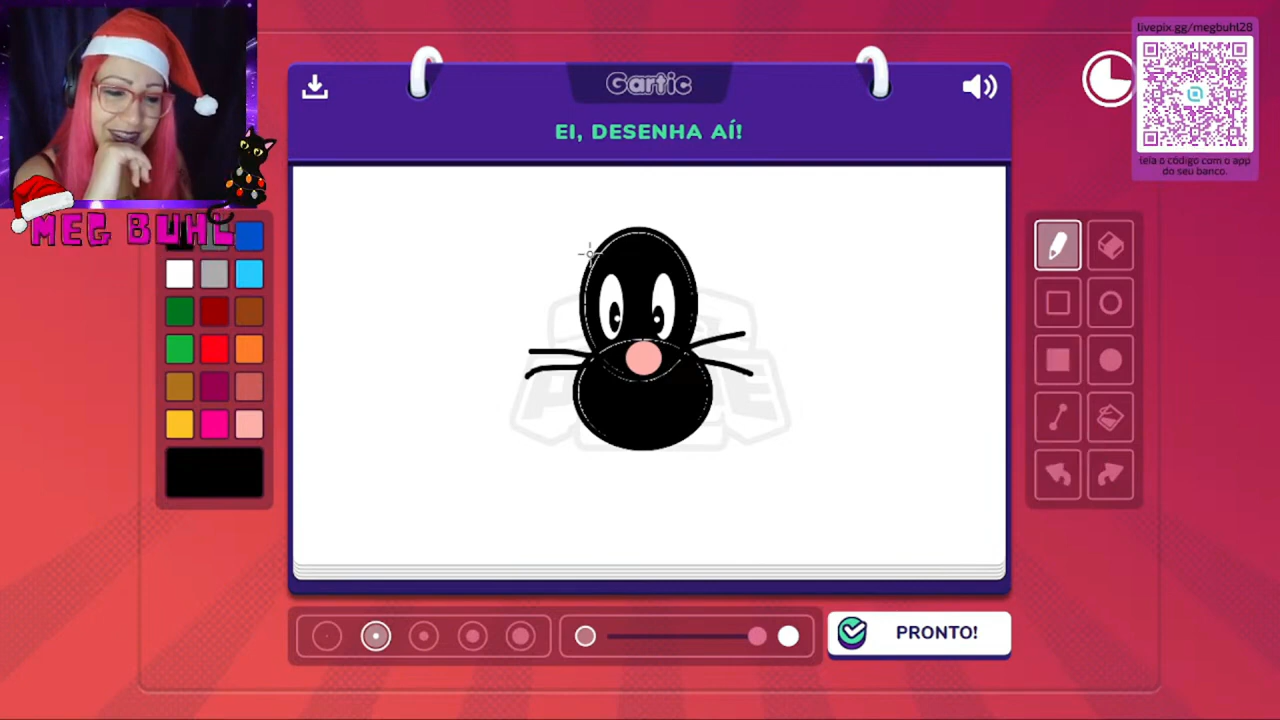 livepix.gg/megbuhl28
Gartic
EI, DESENHA AÍ!
leia o código com o app
do seu banco.
MEG BUHL
PRONTO!